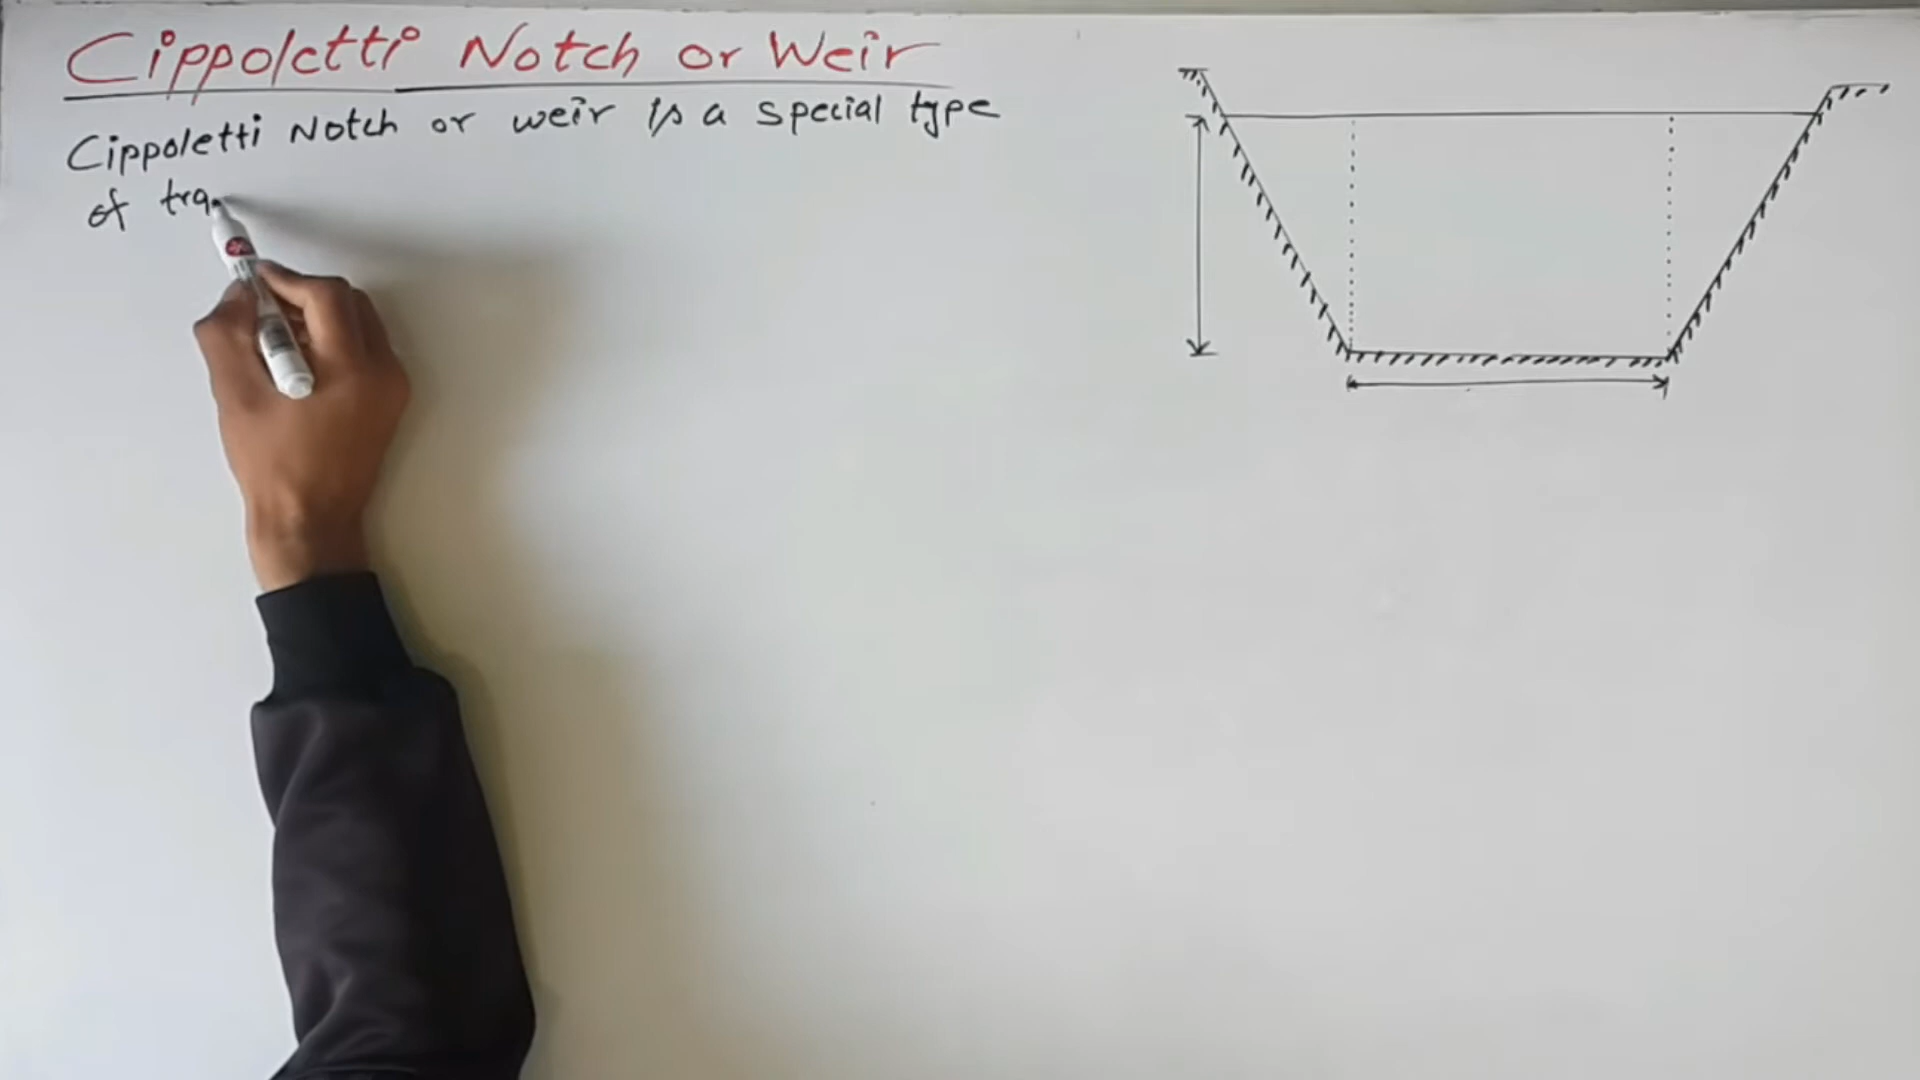 Cippoletti Notch or Weir
Cippoletti Notch or weir is a special type
of tra